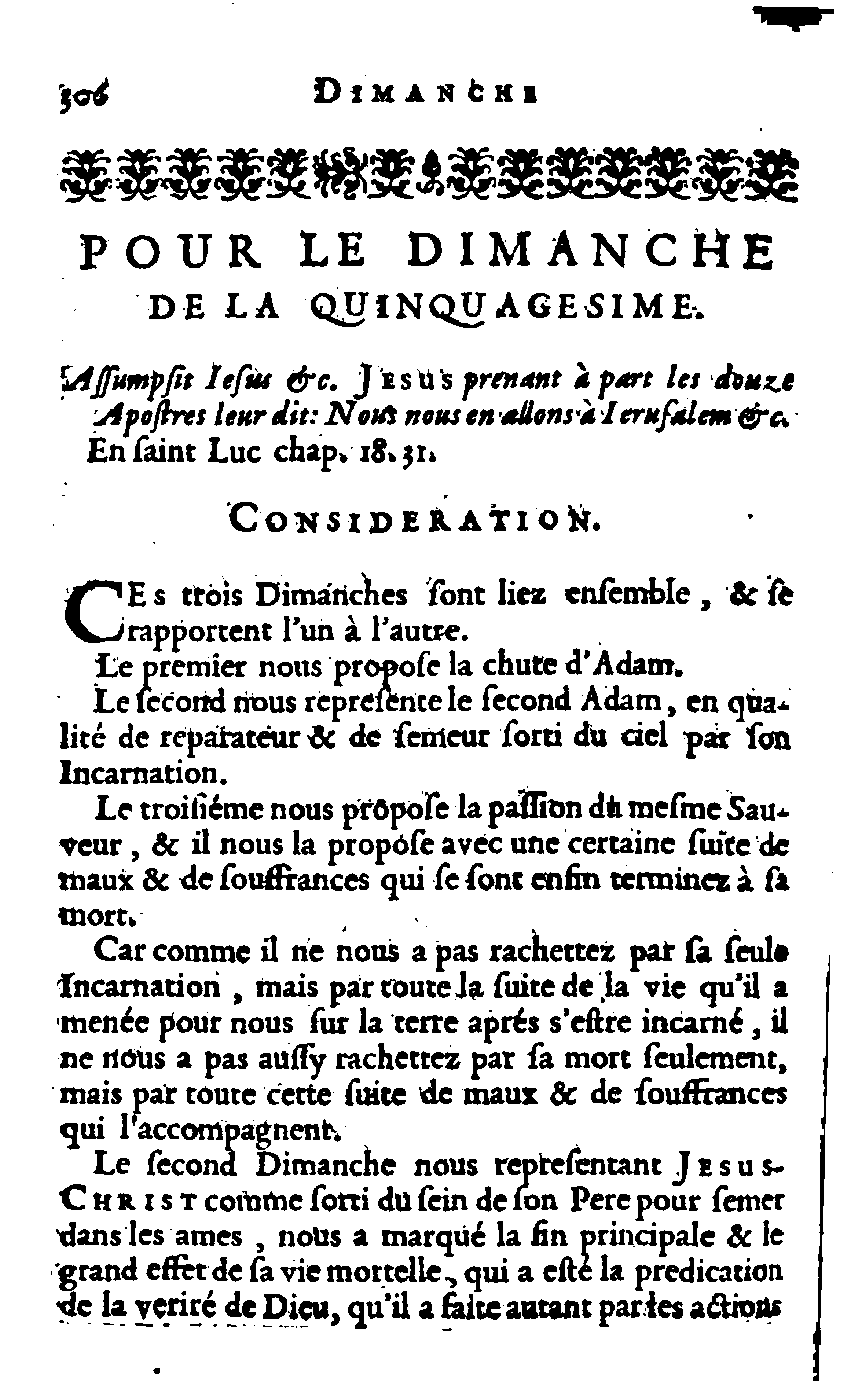 306 DIMANCHE
POUR LE DIMANCHE
DE LA QUINQUAGESIME.
Aſſumpſit Ieſus &c. JESUS prenant à part les douze
Apoſtres leur dit: Nous nous en allons à Ieruſalem &c.
En ſaint Luc chap. 18. 31.
CONSIDERATION.
CEs trois Dimanches ſont liez enſemble, & ſe
rapportent l'un à l'autre.
Le premier nous propoſe la chute d'Adam.
Le ſecond nous repreſente le ſecond Adam, en qua-
lité de reparateur & de ſemeur ſorti du ciel par ſon
Incarnation.
Le troiſiéme nous propoſe la paſſion du meſme Sau-
veur, & il nous la propoſe avec une certaine ſuite de
maux & de ſouffrances qui ſe ſont enfin terminez à ſa
mort.
Car comme il ne nous a pas rachettez par ſa ſeule
Incarnation, mais par toute la ſuite de la vie qu'il a
menée pour nous ſur la terre aprés s'eſtre incarné, il
ne nous a pas auſſy rachettez par ſa mort ſeulement,
mais par toute cette ſuite de maux & de ſouffrances
qui l'accompagnent.
Le ſecond Dimanche nous repreſentant JESUS-
CHRIST comme ſorti du ſein de ſon Pere pour ſemer
dans les ames, nous a marqué la fin principale & le
grand effet de ſa vie mortelle, qui a eſté la predication
de la veriré de Dieu, qu'il a faite autant par les actions